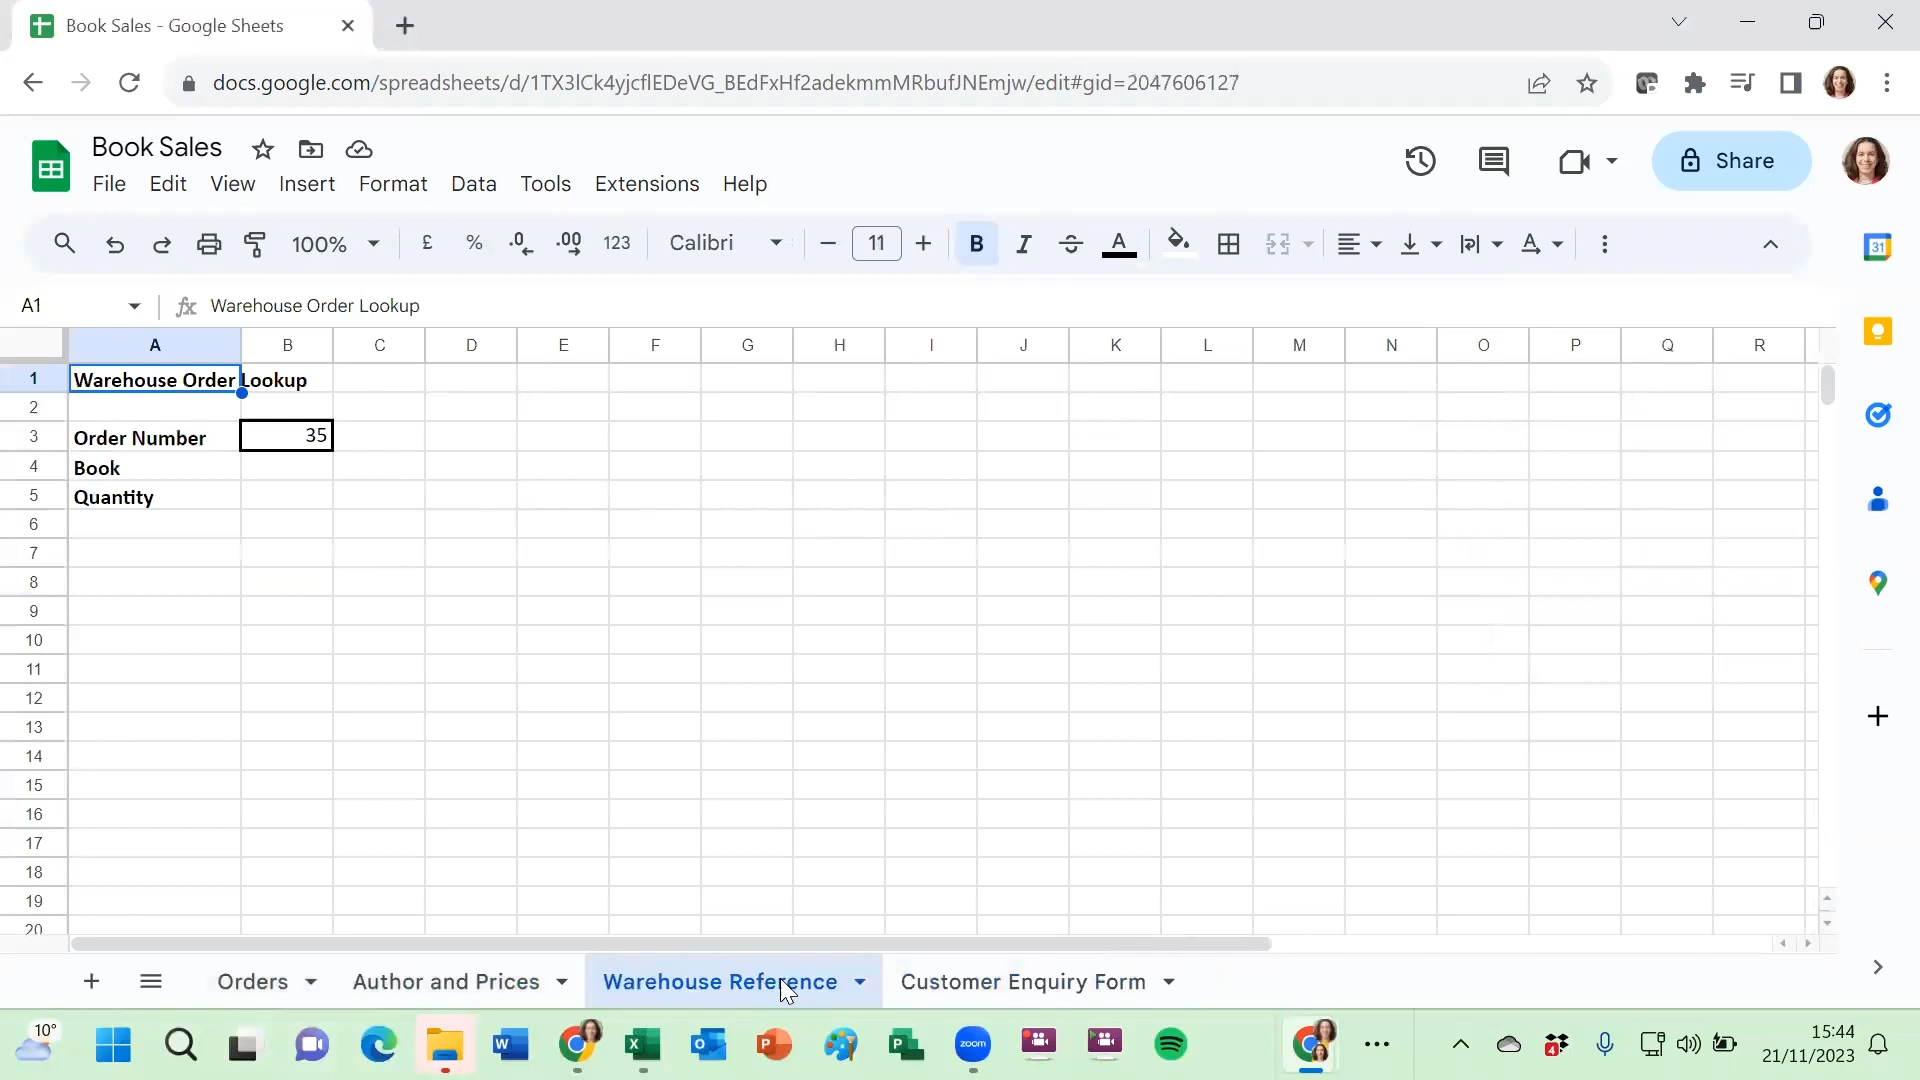 Book Sales - Google Sheets
docs.google.com/spreadsheets/d/1TX3lCk4yjcflEDeVG_BEdFxHf2adekmmMRbufJNEmjw/edit#gid=2047606127
Book Sales
File Edit View Insert Format Data Tools Extensions Help
Share
100% £ % .0 .00 123 Calibri 11 B I S A A
31
A1 fx Warehouse Order Lookup
A B C D E F G H I J K L M N O P Q R
1 Warehouse Order Lookup
2
3 Order Number 35
4 Book
5 Quantity
6
7
8
9
10
11
12
13
14
15
16
17
18
19
20
Orders Author and Prices Warehouse Reference Customer Enquiry Form
10° W X O P P zoom 4 15:44
21/11/2023